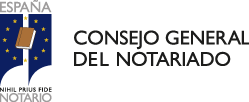 ESPAÑA
NIHIL PRIUS FIDE
NOTARIO
CONSEJO GENERAL
DEL NOTARIADO